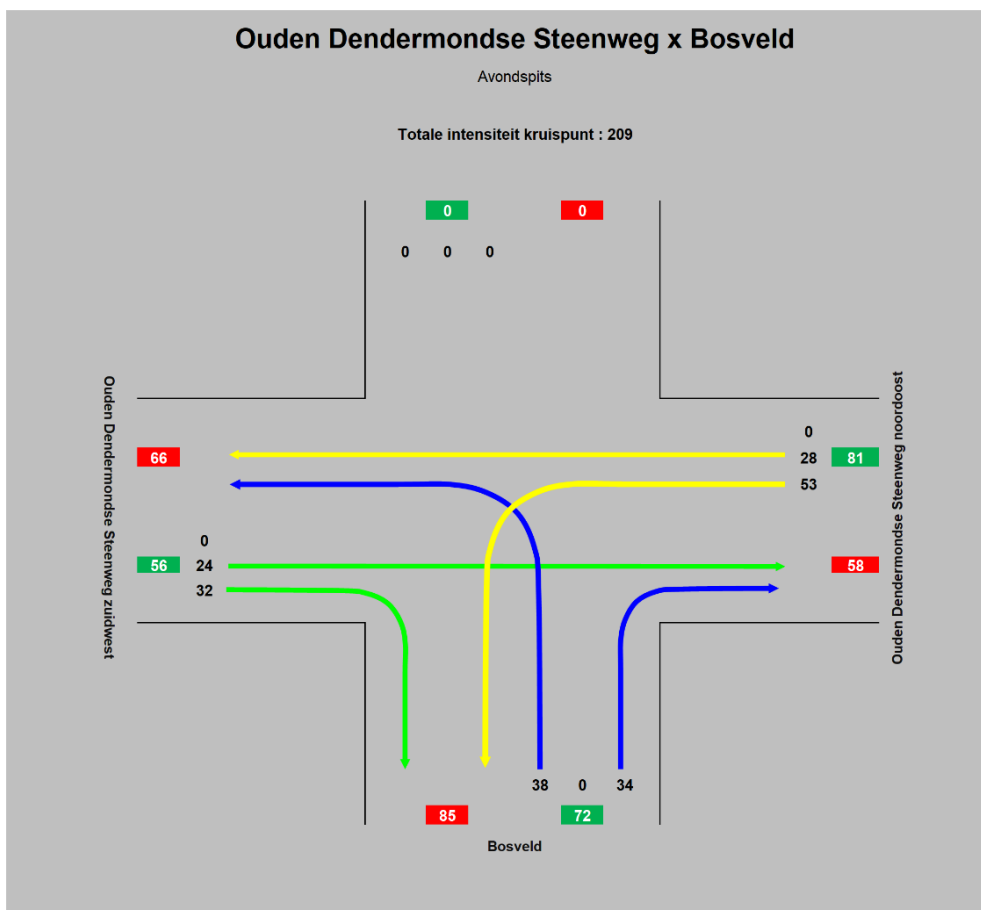 Ouden Dendermondse Steenweg x Bosveld
Avondspits
Totale intensiteit kruispunt : 209
0 0
0 0 0
Ouden Dendermondse Steenweg zuidwest
Ouden Dendermondse Steenweg noordoost
0
66 28 81
53
0
56 24 58
32
38 0 34
85 72
Bosveld